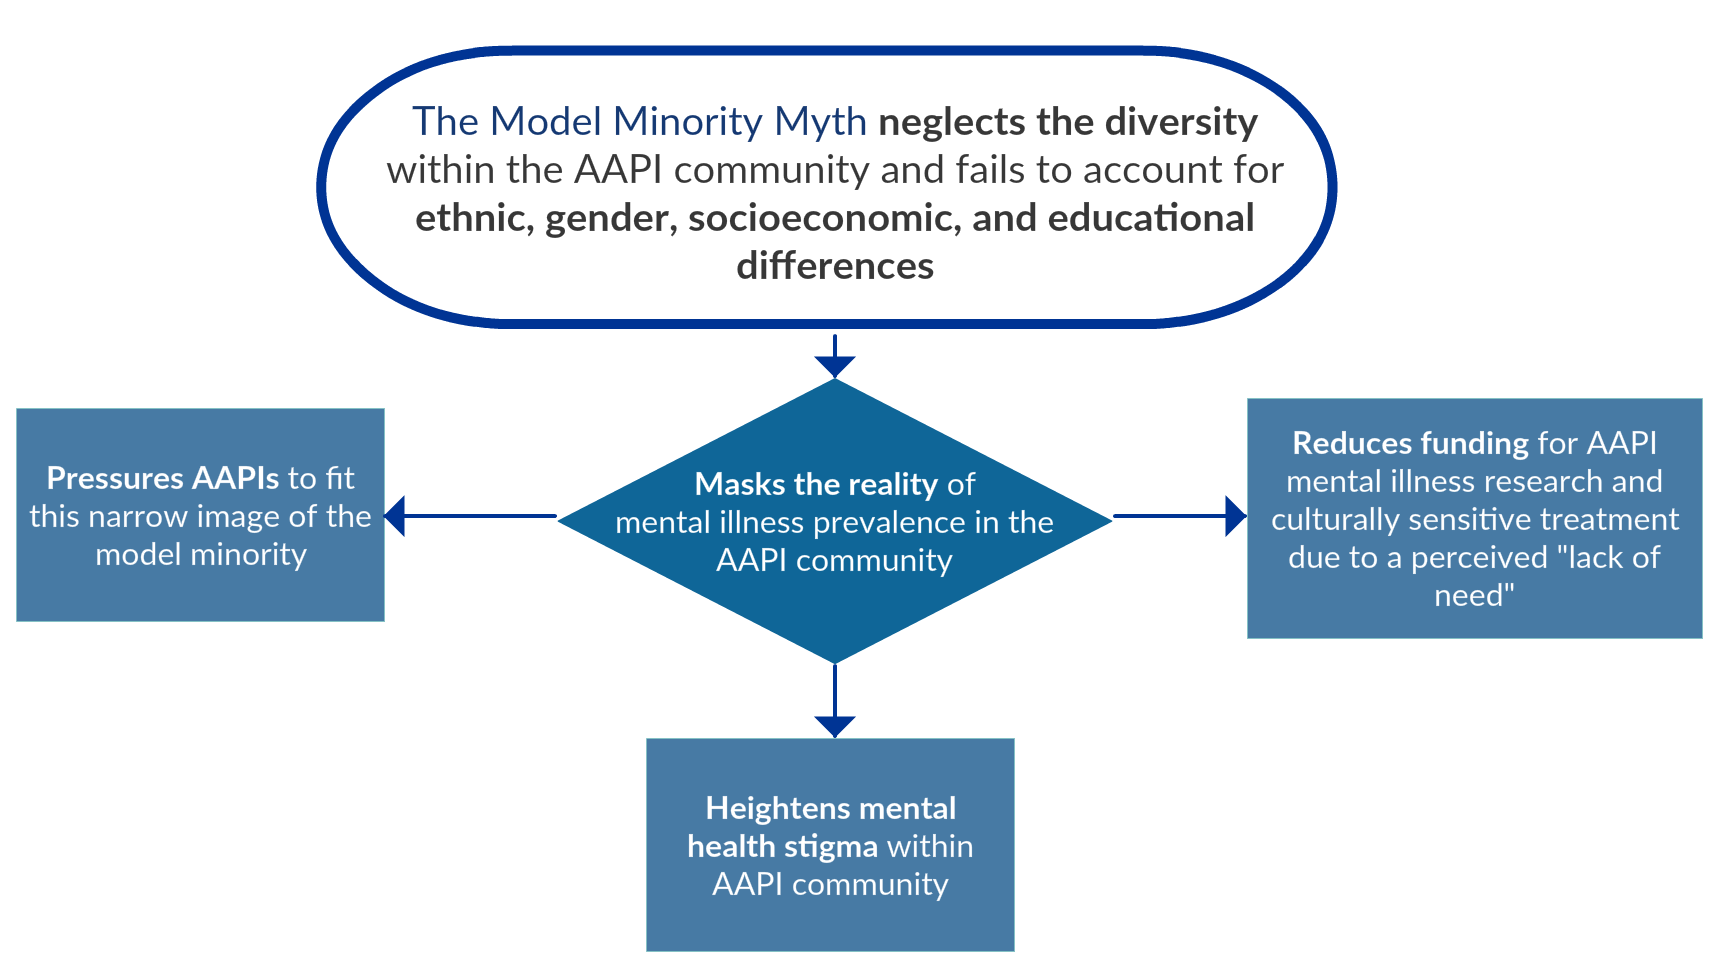 The Model Minority Myth neglects the diversity
within the AAPI community and fails to account for
ethnic, gender, socioeconomic, and educational
differences
Pressures AAPIs to fit
this narrow image of the
model minority
Masks the reality of
mental illness prevalence in the
AAPI community
Reduces funding for AAPI
mental illness research and
culturally sensitive treatment
due to a perceived "lack of
need"
Heightens mental
health stigma within
AAPI community